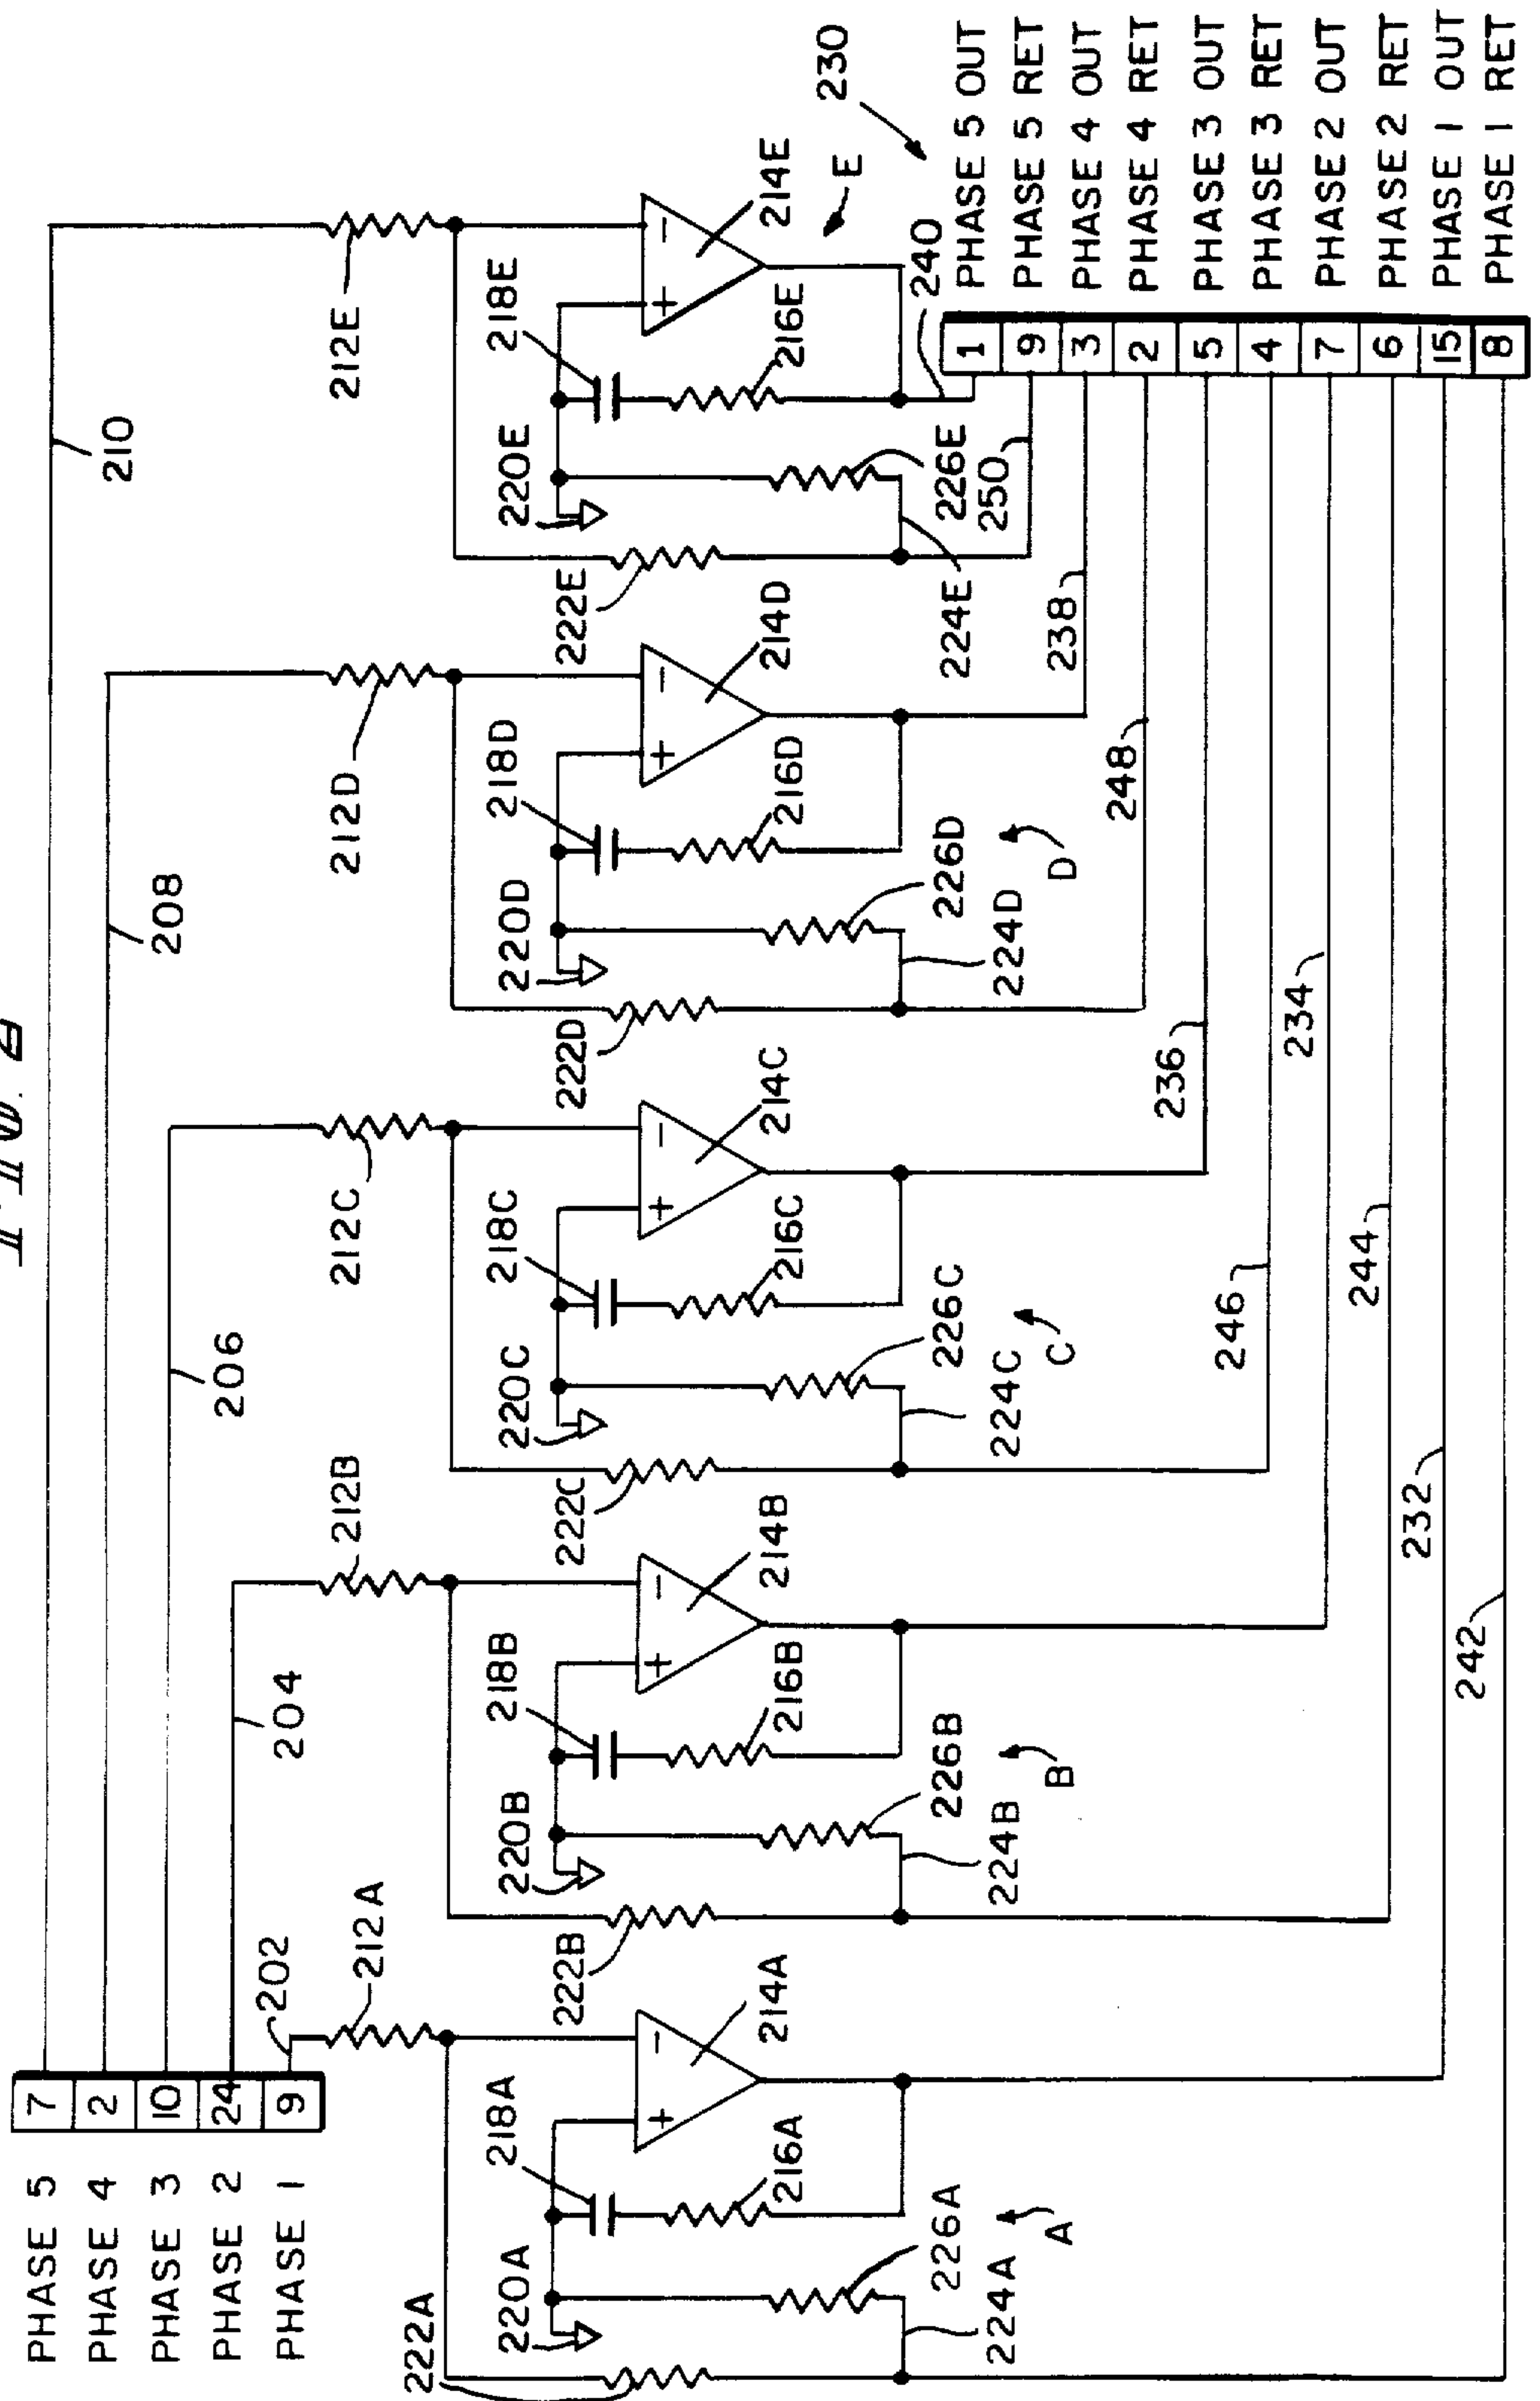 FIG. 2
PHASE 5
7
PHASE 4
2
PHASE 3
10
PHASE 2
24
PHASE 1
9
202
204
206
208
210
212A
212B
212C
212D
212E
222A
220A
218A
216A
226A
224A
A
214A
222B
220B
218B
216B
226B
224B
B
214B
222C
220C
218C
216C
226C
224C
C
214C
222D
220D
218D
216D
226D
224D
D
214D
222E
220E
218E
216E
226E
224E
E
214E
+
−
+
−
+
−
+
−
+
−
230
240
250
238
248
236
246
234
244
232
242
1 PHASE 5 OUT
9 PHASE 5 RET
3 PHASE 4 OUT
2 PHASE 4 RET
5 PHASE 3 OUT
4 PHASE 3 RET
7 PHASE 2 OUT
6 PHASE 2 RET
15 PHASE 1 OUT
8 PHASE 1 RET